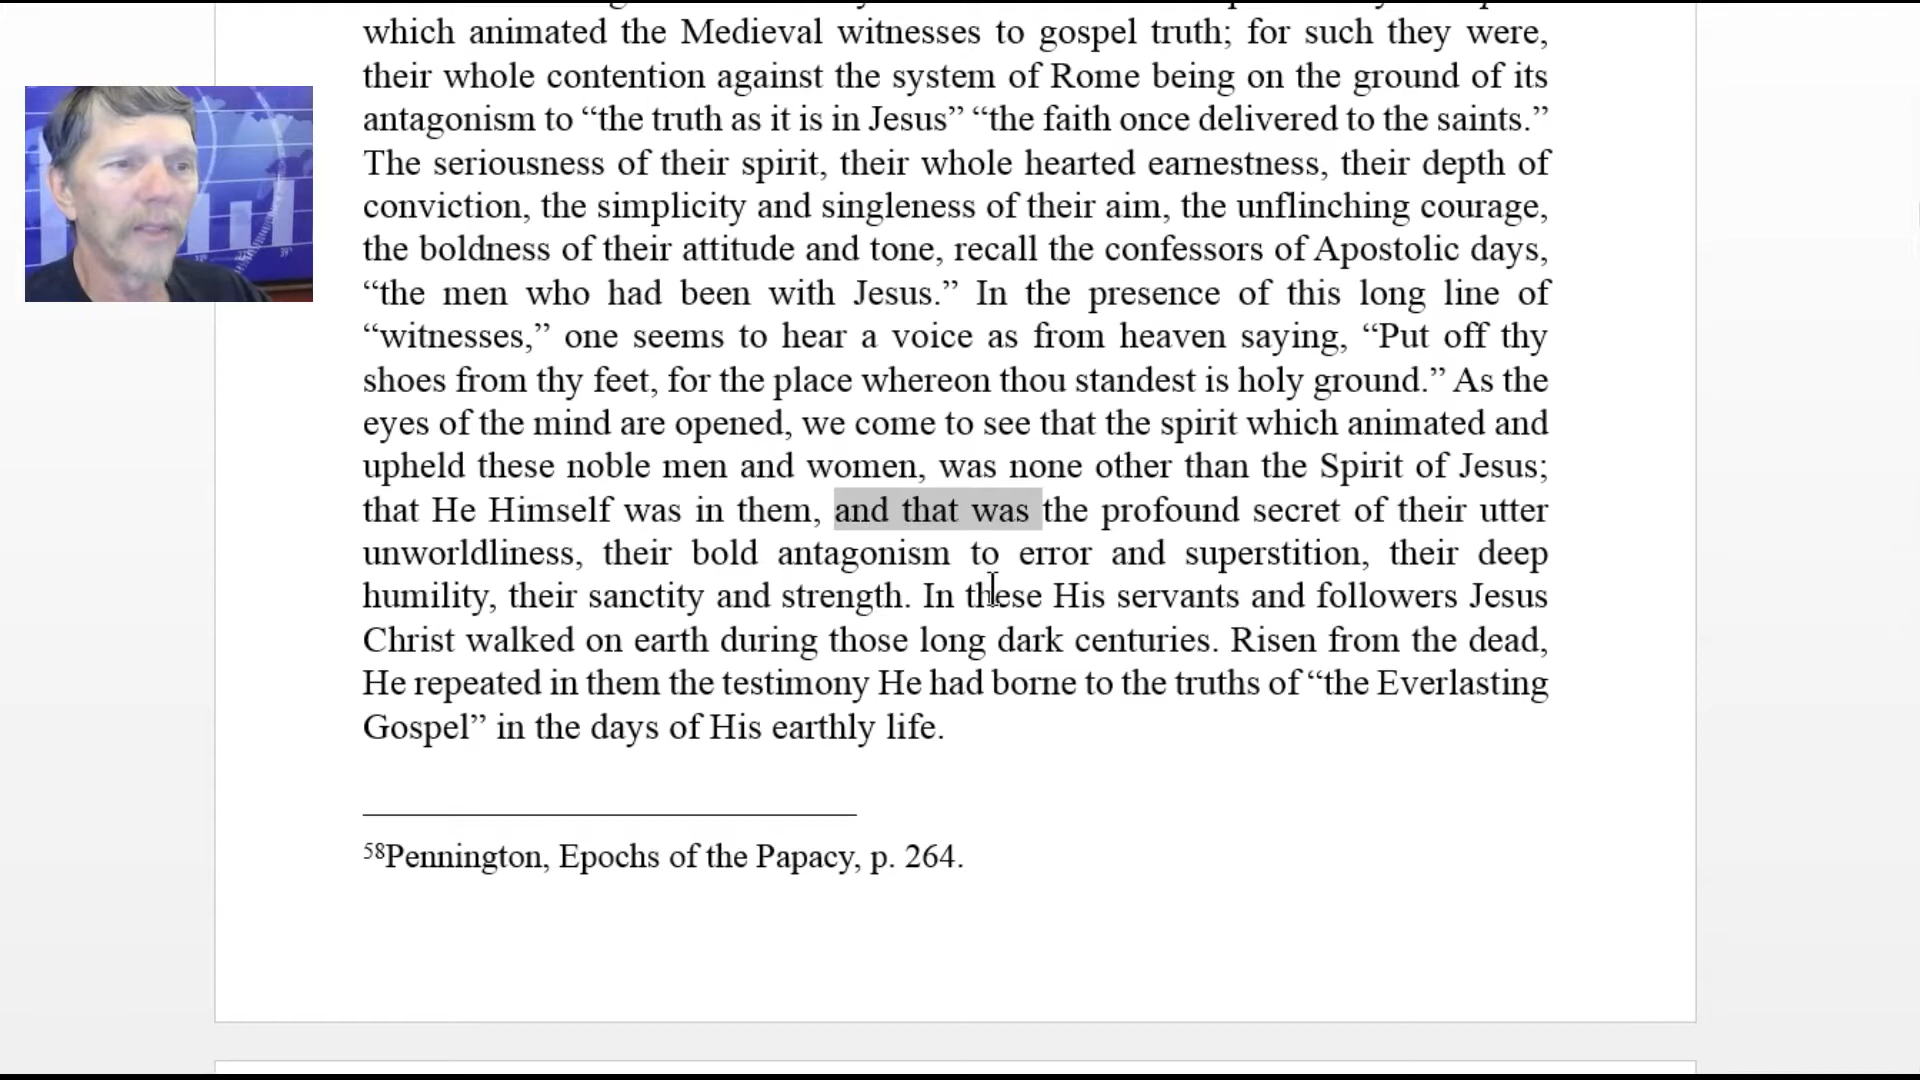 which animated the Medieval witnesses to gospel truth; for such they were,
their whole contention against the system of Rome being on the ground of its
antagonism to “the truth as it is in Jesus” “the faith once delivered to the saints.”
The seriousness of their spirit, their whole hearted earnestness, their depth of
conviction, the simplicity and singleness of their aim, the unflinching courage,
the boldness of their attitude and tone, recall the confessors of Apostolic days,
“the men who had been with Jesus.” In the presence of this long line of
“witnesses,” one seems to hear a voice as from heaven saying, “Put off thy
shoes from thy feet, for the place whereon thou standest is holy ground.” As the
eyes of the mind are opened, we come to see that the spirit which animated and
upheld these noble men and women, was none other than the Spirit of Jesus;
that He Himself was in them, and that was the profound secret of their utter
unworldliness, their bold antagonism to error and superstition, their deep
humility, their sanctity and strength. In these His servants and followers Jesus
Christ walked on earth during those long dark centuries. Risen from the dead,
He repeated in them the testimony He had borne to the truths of “the Everlasting
Gospel” in the days of His earthly life.
58Pennington, Epochs of the Papacy, p. 264.